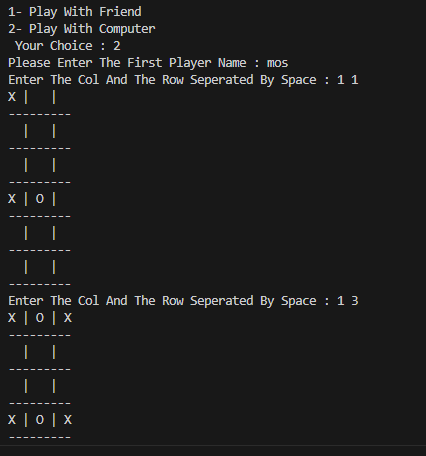 1- Play With Friend
2- Play With Computer
Your Choice : 2
Please Enter The First Player Name : mos
Enter The Col And The Row Seperated By Space : 1 1
X |   |
---------
  |   |
---------
  |   |
---------
X | O |
---------
  |   |
---------
  |   |
---------
Enter The Col And The Row Seperated By Space : 1 3
X | O | X
---------
  |   |
---------
  |   |
---------
X | O | X
---------